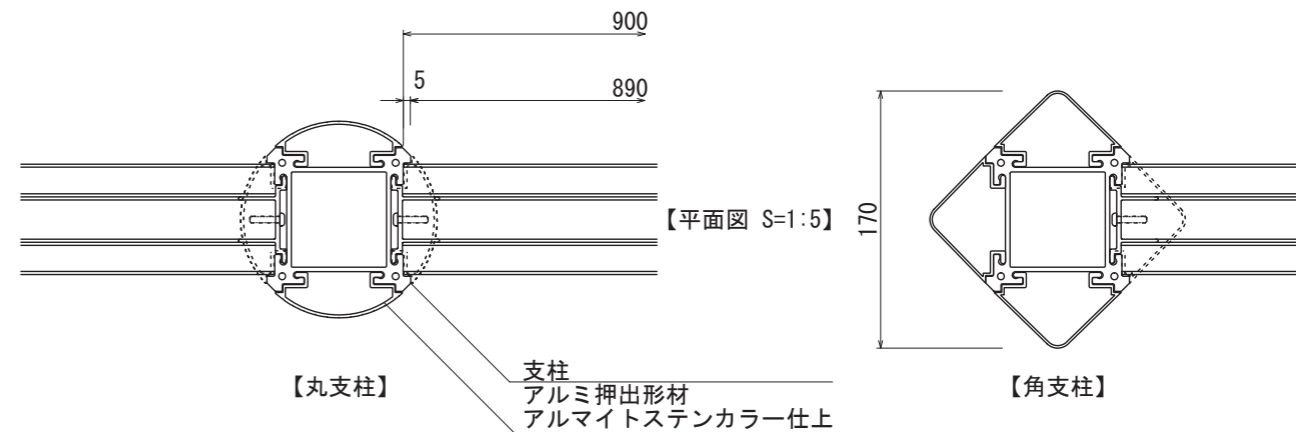 900
5
890
【平面図 S=1:5】
170
【丸支柱】
支柱
アルミ押出形材
アルマイトステンカラー仕上
【角支柱】